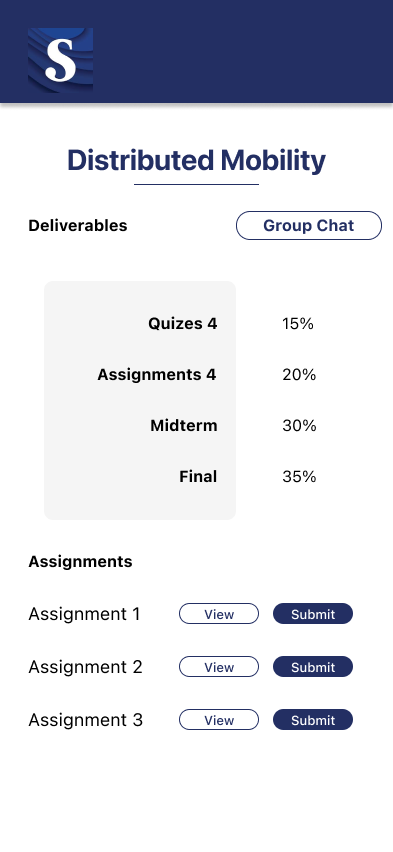 S
Distributed Mobility
Deliverables Group Chat
Quizes 4 15%
Assignments 4 20%
Midterm 30%
Final 35%
Assignments
Assignment 1 View Submit
Assignment 2 View Submit
Assignment 3 View Submit